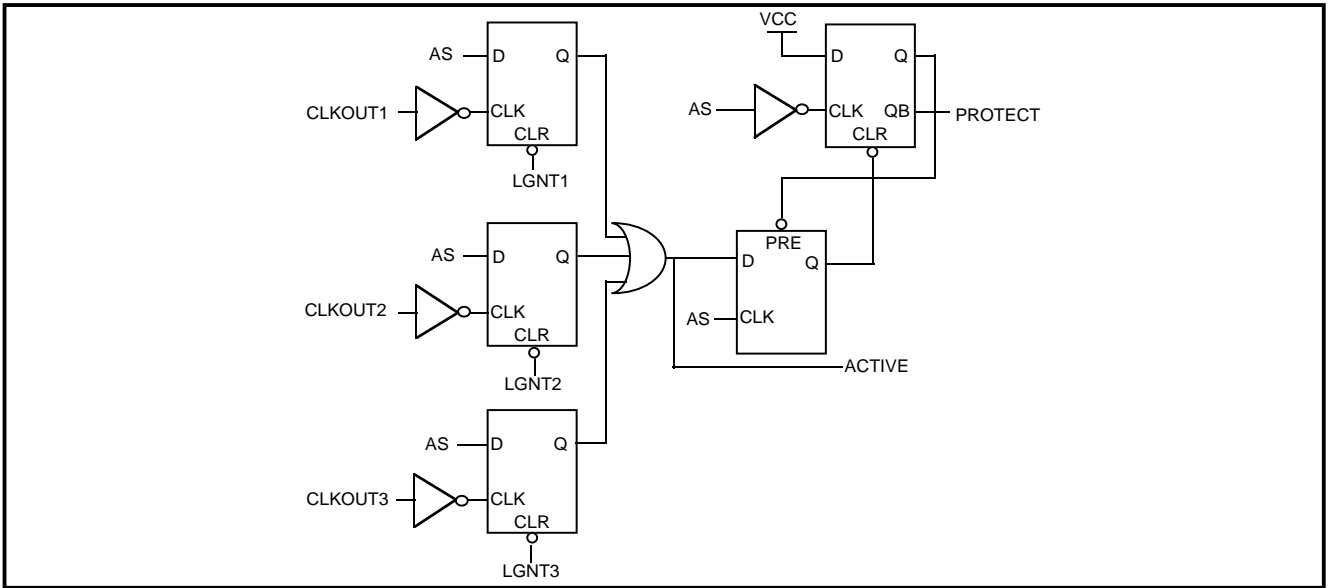 AS
D
Q
CLKOUT1
CLK
CLR
LGNT1
AS
D
Q
CLKOUT2
CLK
CLR
LGNT2
AS
D
Q
CLKOUT3
CLK
CLR
LGNT3
VCC
D
Q
AS
CLK
QB
PROTECT
CLR
PRE
D
Q
AS
CLK
ACTIVE